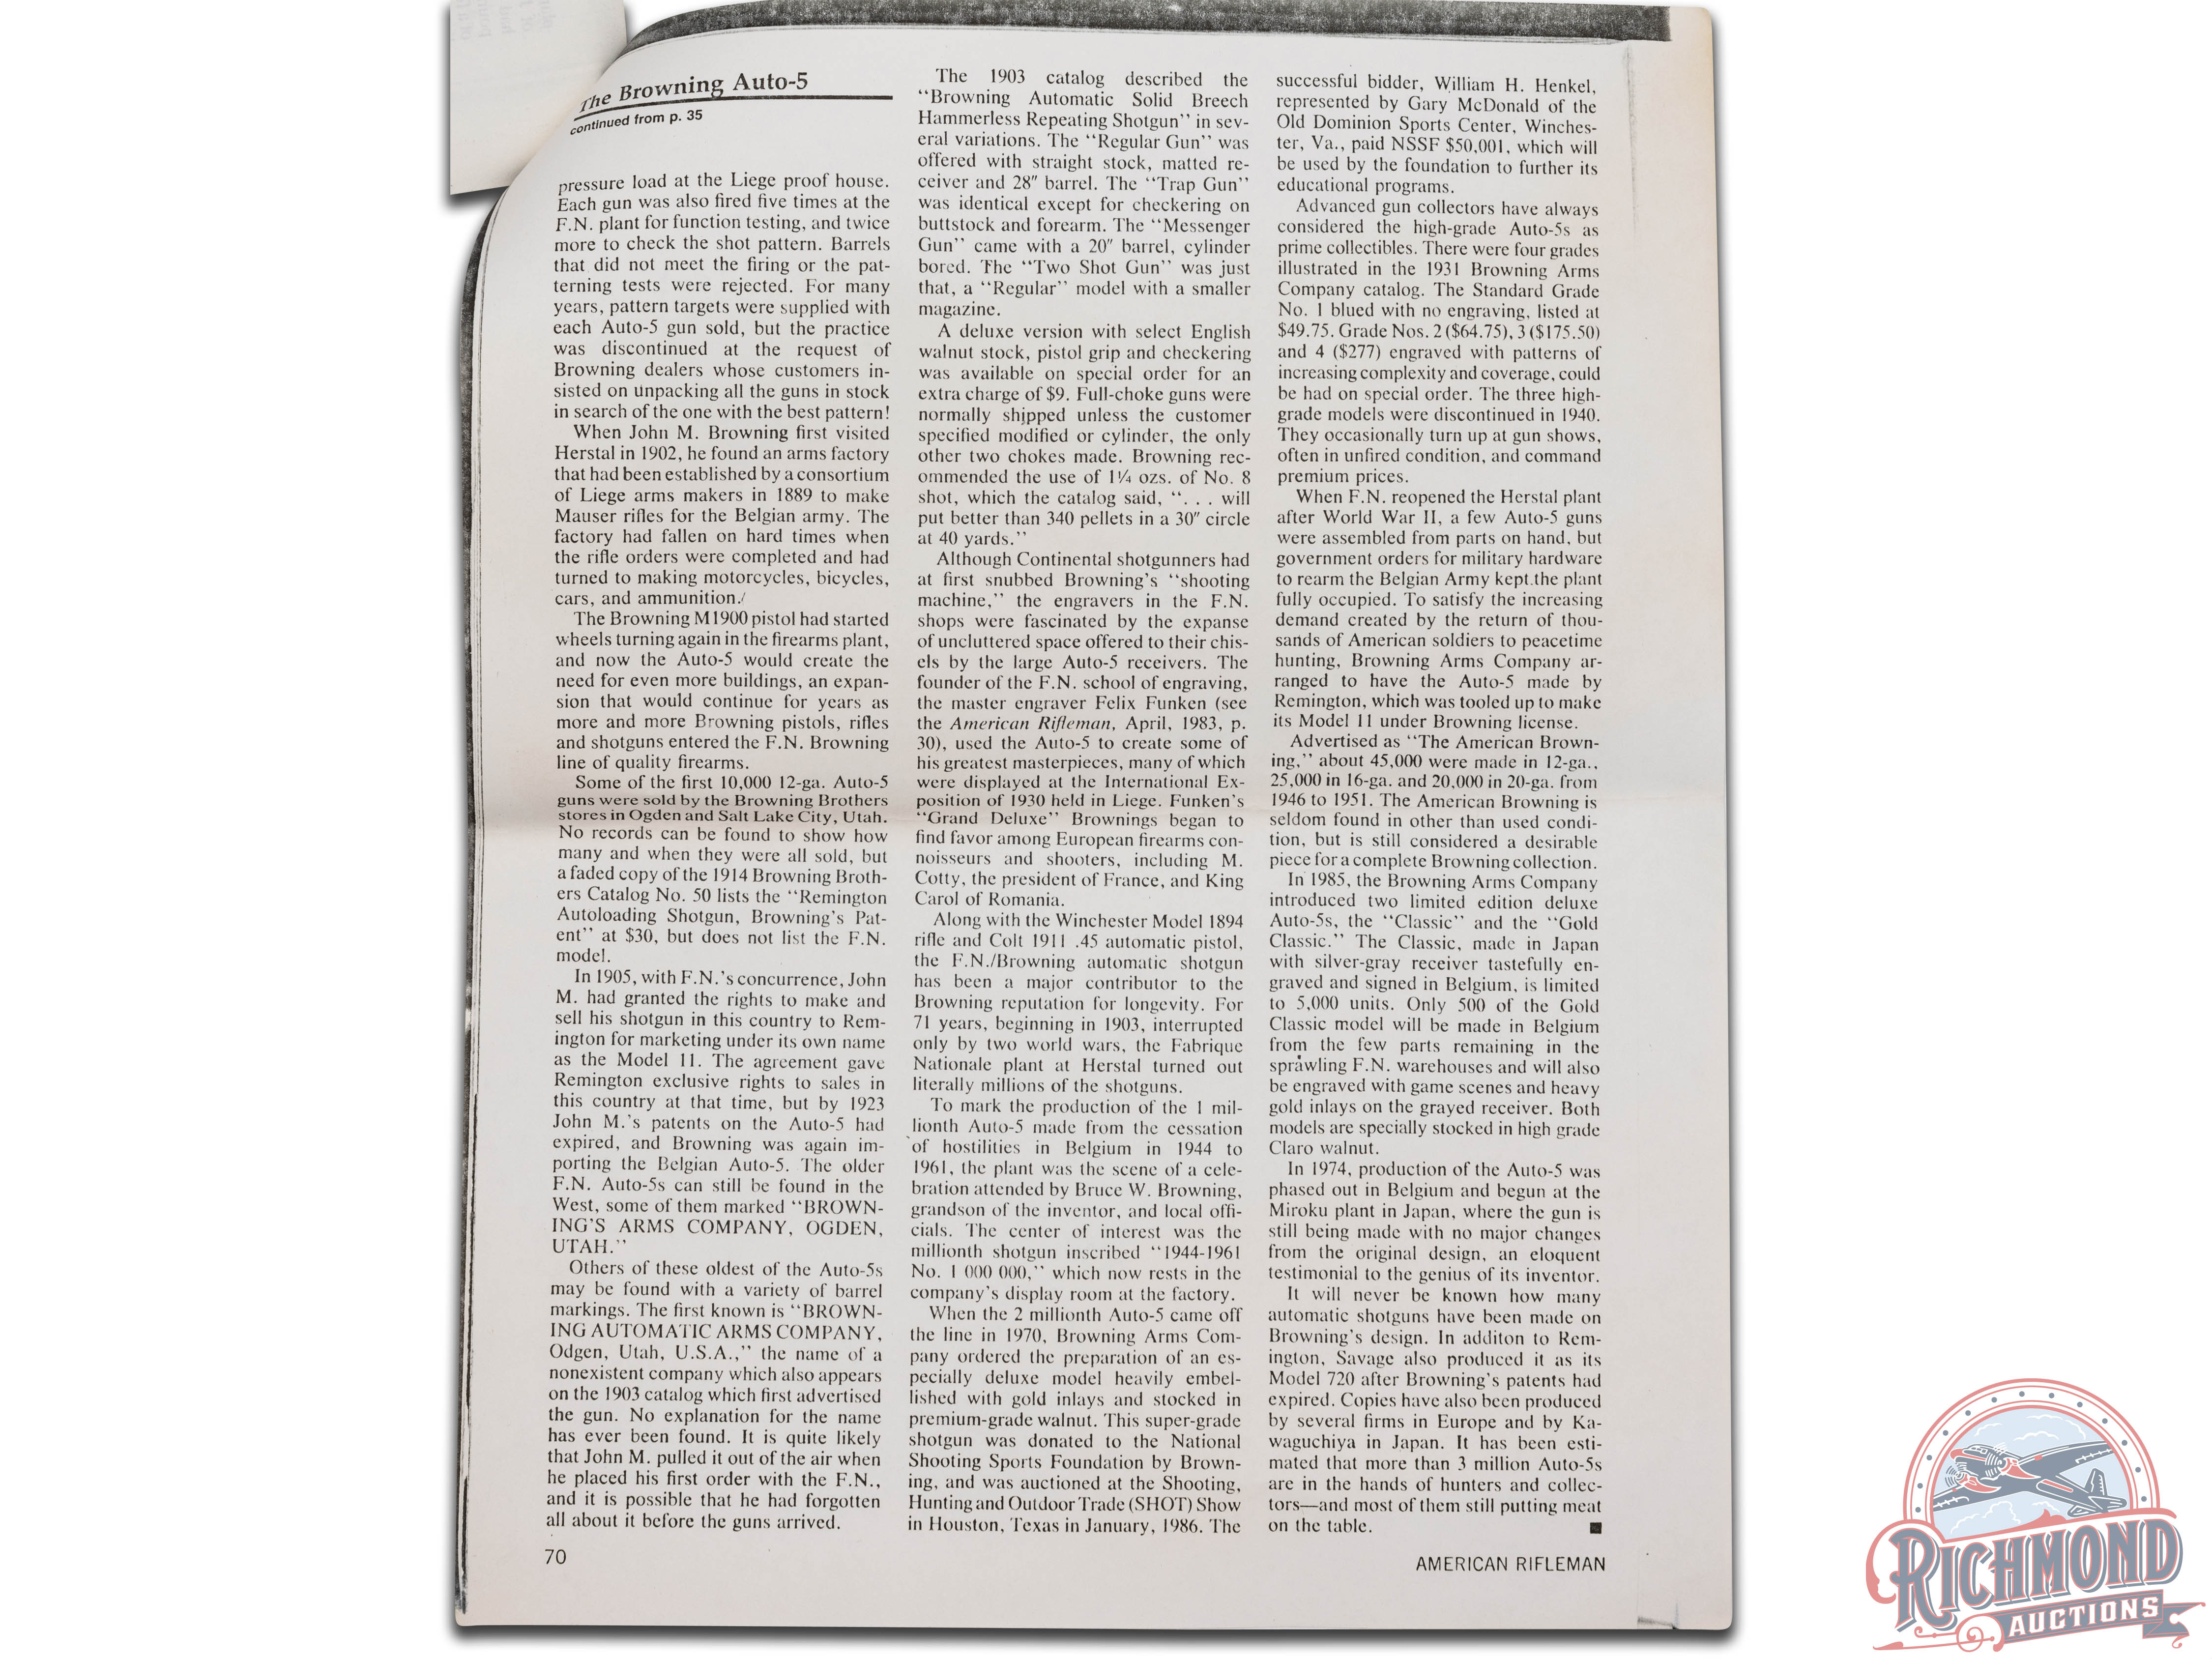 The Browning Auto-5
continued from p. 35
pressure load at the Liege proof house.
Each gun was also fired five times at the
F.N. plant for function testing, and twice
more to check the shot pattern. Barrels
that did not meet the firing or the pat-
terning tests were rejected. For many
years, pattern targets were supplied with
each Auto-5 gun sold, but the practice
was discontinued at the request of
Browning dealers whose customers in-
sisted on unpacking all the guns in stock
in search of the one with the best pattern!
When John M. Browning first visited
Herstal in 1902, he found an arms factory
that had been established by a consortium
of Liege arms makers in 1889 to make
Mauser rifles for the Belgian army. The
factory had fallen on hard times when
the rifle orders were completed and had
turned to making motorcycles, bicycles,
cars, and ammunition.
The Browning M1900 pistol had started
wheels turning again in the firearms plant,
and now the Auto-5 would create the
need for even more buildings, an expan-
sion that would continue for years as
more and more Browning pistols, rifles
and shotguns entered the F.N. Browning
line of quality firearms.
Some of the first 10,000 12-ga. Auto-5
guns were sold by the Browning Brothers
stores in Ogden and Salt Lake City, Utah.
No records can be found to show how
many and when they were all sold, but
a faded copy of the 1914 Browning Broth-
ers Catalog No. 50 lists the "Remington
Autoloading Shotgun, Browning's Pat-
ent" at $30, but does not list the F.N.
model.
In 1905, with F.N.'s concurrence, John
M. had granted the rights to make and
sell his shotgun in this country to Rem-
ington for marketing under its own name
as the Model 11. The agreement gave
Remington exclusive rights to sales in
this country at that time, but by 1923
John M.'s patents on the Auto-5 had
expired, and Browning was again im-
porting the Belgian Auto-5. The older
F.N. Auto-5s can still be found in the
West, some of them marked "BROWN-
ING'S ARMS COMPANY, OGDEN,
UTAH."
Others of these oldest of the Auto-5s
may be found with a variety of barrel
markings. The first known is "BROWN-
ING AUTOMATIC ARMS COMPANY,
Odgen, Utah, U.S.A.," the name of a
nonexistent company which also appears
on the 1903 catalog which first advertised
the gun. No explanation for the name
has ever been found. It is quite likely
that John M. pulled it out of the air when
he placed his first order with the F.N.,
and it is possible that he had forgotten
all about it before the guns arrived.
The 1903 catalog described the
"Browning Automatic Solid Breech
Hammerless Repeating Shotgun" in sev-
eral variations. The "Regular Gun" was
offered with straight stock, matted re-
ceiver and 28" barrel. The "Trap Gun"
was identical except for checkering on
buttstock and forearm. The "Messenger
Gun" came with a 20" barrel, cylinder
bored. The "Two Shot Gun" was just
that, a "Regular" model with a smaller
magazine.
A deluxe version with select English
walnut stock, pistol grip and checkering
was available on special order for an
extra charge of $9. Full-choke guns were
normally shipped unless the customer
specified modified or cylinder, the only
other two chokes made. Browning rec-
ommended the use of 1¼ ozs. of No. 8
shot, which the catalog said, ". . . will
put better than 340 pellets in a 30" circle
at 40 yards."
Although Continental shotgunners had
at first snubbed Browning's "shooting
machine," the engravers in the F.N.
shops were fascinated by the expanse
of uncluttered space offered to their chis-
els by the large Auto-5 receivers. The
founder of the F.N. school of engraving,
the master engraver Felix Funken (see
the American Rifleman, April, 1983, p.
30), used the Auto-5 to create some of
his greatest masterpieces, many of which
were displayed at the International Ex-
position of 1930 held in Liege. Funken's
"Grand Deluxe" Brownings began to
find favor among European firearms con-
noisseurs and shooters, including M.
Cotty, the president of France, and King
Carol of Romania.
Along with the Winchester Model 1894
rifle and Colt 1911 .45 automatic pistol,
the F.N./Browning automatic shotgun
has been a major contributor to the
Browning reputation for longevity. For
71 years, beginning in 1903, interrupted
only by two world wars, the Fabrique
Nationale plant at Herstal turned out
literally millions of the shotguns.
To mark the production of the 1 mil-
lionth Auto-5 made from the cessation
of hostilities in Belgium in 1944 to
1961, the plant was the scene of a cele-
bration attended by Bruce W. Browning,
grandson of the inventor, and local offi-
cials. The center of interest was the
millionth shotgun inscribed "1944-1961
No. 1 000 000," which now rests in the
company's display room at the factory.
When the 2 millionth Auto-5 came off
the line in 1970, Browning Arms Com-
pany ordered the preparation of an es-
pecially deluxe model heavily embel-
lished with gold inlays and stocked in
premium-grade walnut. This super-grade
shotgun was donated to the National
Shooting Sports Foundation by Brown-
ing, and was auctioned at the Shooting,
Hunting and Outdoor Trade (SHOT) Show
in Houston, Texas in January, 1986. The
successful bidder, William H. Henkel,
represented by Gary McDonald of the
Old Dominion Sports Center, Winches-
ter, Va., paid NSSF $50,001, which will
be used by the foundation to further its
educational programs.
Advanced gun collectors have always
considered the high-grade Auto-5s as
prime collectibles. There were four grades
illustrated in the 1931 Browning Arms
Company catalog. The Standard Grade
No. 1 blued with no engraving, listed at
$49.75. Grade Nos. 2 ($64.75), 3 ($175.50)
and 4 ($277) engraved with patterns of
increasing complexity and coverage, could
be had on special order. The three high-
grade models were discontinued in 1940.
They occasionally turn up at gun shows,
often in unfired condition, and command
premium prices.
When F.N. reopened the Herstal plant
after World War II, a few Auto-5 guns
were assembled from parts on hand, but
government orders for military hardware
to rearm the Belgian Army kept the plant
fully occupied. To satisfy the increasing
demand created by the return of thou-
sands of American soldiers to peacetime
hunting, Browning Arms Company ar-
ranged to have the Auto-5 made by
Remington, which was tooled up to make
its Model 11 under Browning license.
Advertised as "The American Brown-
ing," about 45,000 were made in 12-ga.,
25,000 in 16-ga. and 20,000 in 20-ga. from
1946 to 1951. The American Browning is
seldom found in other than used condi-
tion, but is still considered a desirable
piece for a complete Browning collection.
In 1985, the Browning Arms Company
introduced two limited edition deluxe
Auto-5s, the "Classic" and the "Gold
Classic." The Classic, made in Japan
with silver-gray receiver tastefully en-
graved and signed in Belgium, is limited
to 5,000 units. Only 500 of the Gold
Classic model will be made in Belgium
from the few parts remaining in the
sprawling F.N. warehouses and will also
be engraved with game scenes and heavy
gold inlays on the grayed receiver. Both
models are specially stocked in high grade
Claro walnut.
In 1974, production of the Auto-5 was
phased out in Belgium and begun at the
Miroku plant in Japan, where the gun is
still being made with no major changes
from the original design, an eloquent
testimonial to the genius of its inventor.
It will never be known how many
automatic shotguns have been made on
Browning's design. In additon to Rem-
ington, Savage also produced it as its
Model 720 after Browning's patents had
expired. Copies have also been produced
by several firms in Europe and by Ka-
waguchiya in Japan. It has been esti-
mated that more than 3 million Auto-5s
are in the hands of hunters and collec-
tors—and most of them still putting meat
on the table.
70
AMERICAN RIFLEMAN
RICHMOND
AUCTIONS